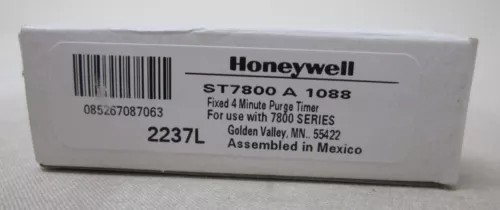 Honeywell
ST7800 A 1088
Fixed 4 Minute Purge Timer
For use with 7800 SERIES
Golden Valley, MN.. 55422
Assembled in Mexico
085267087063
2237L